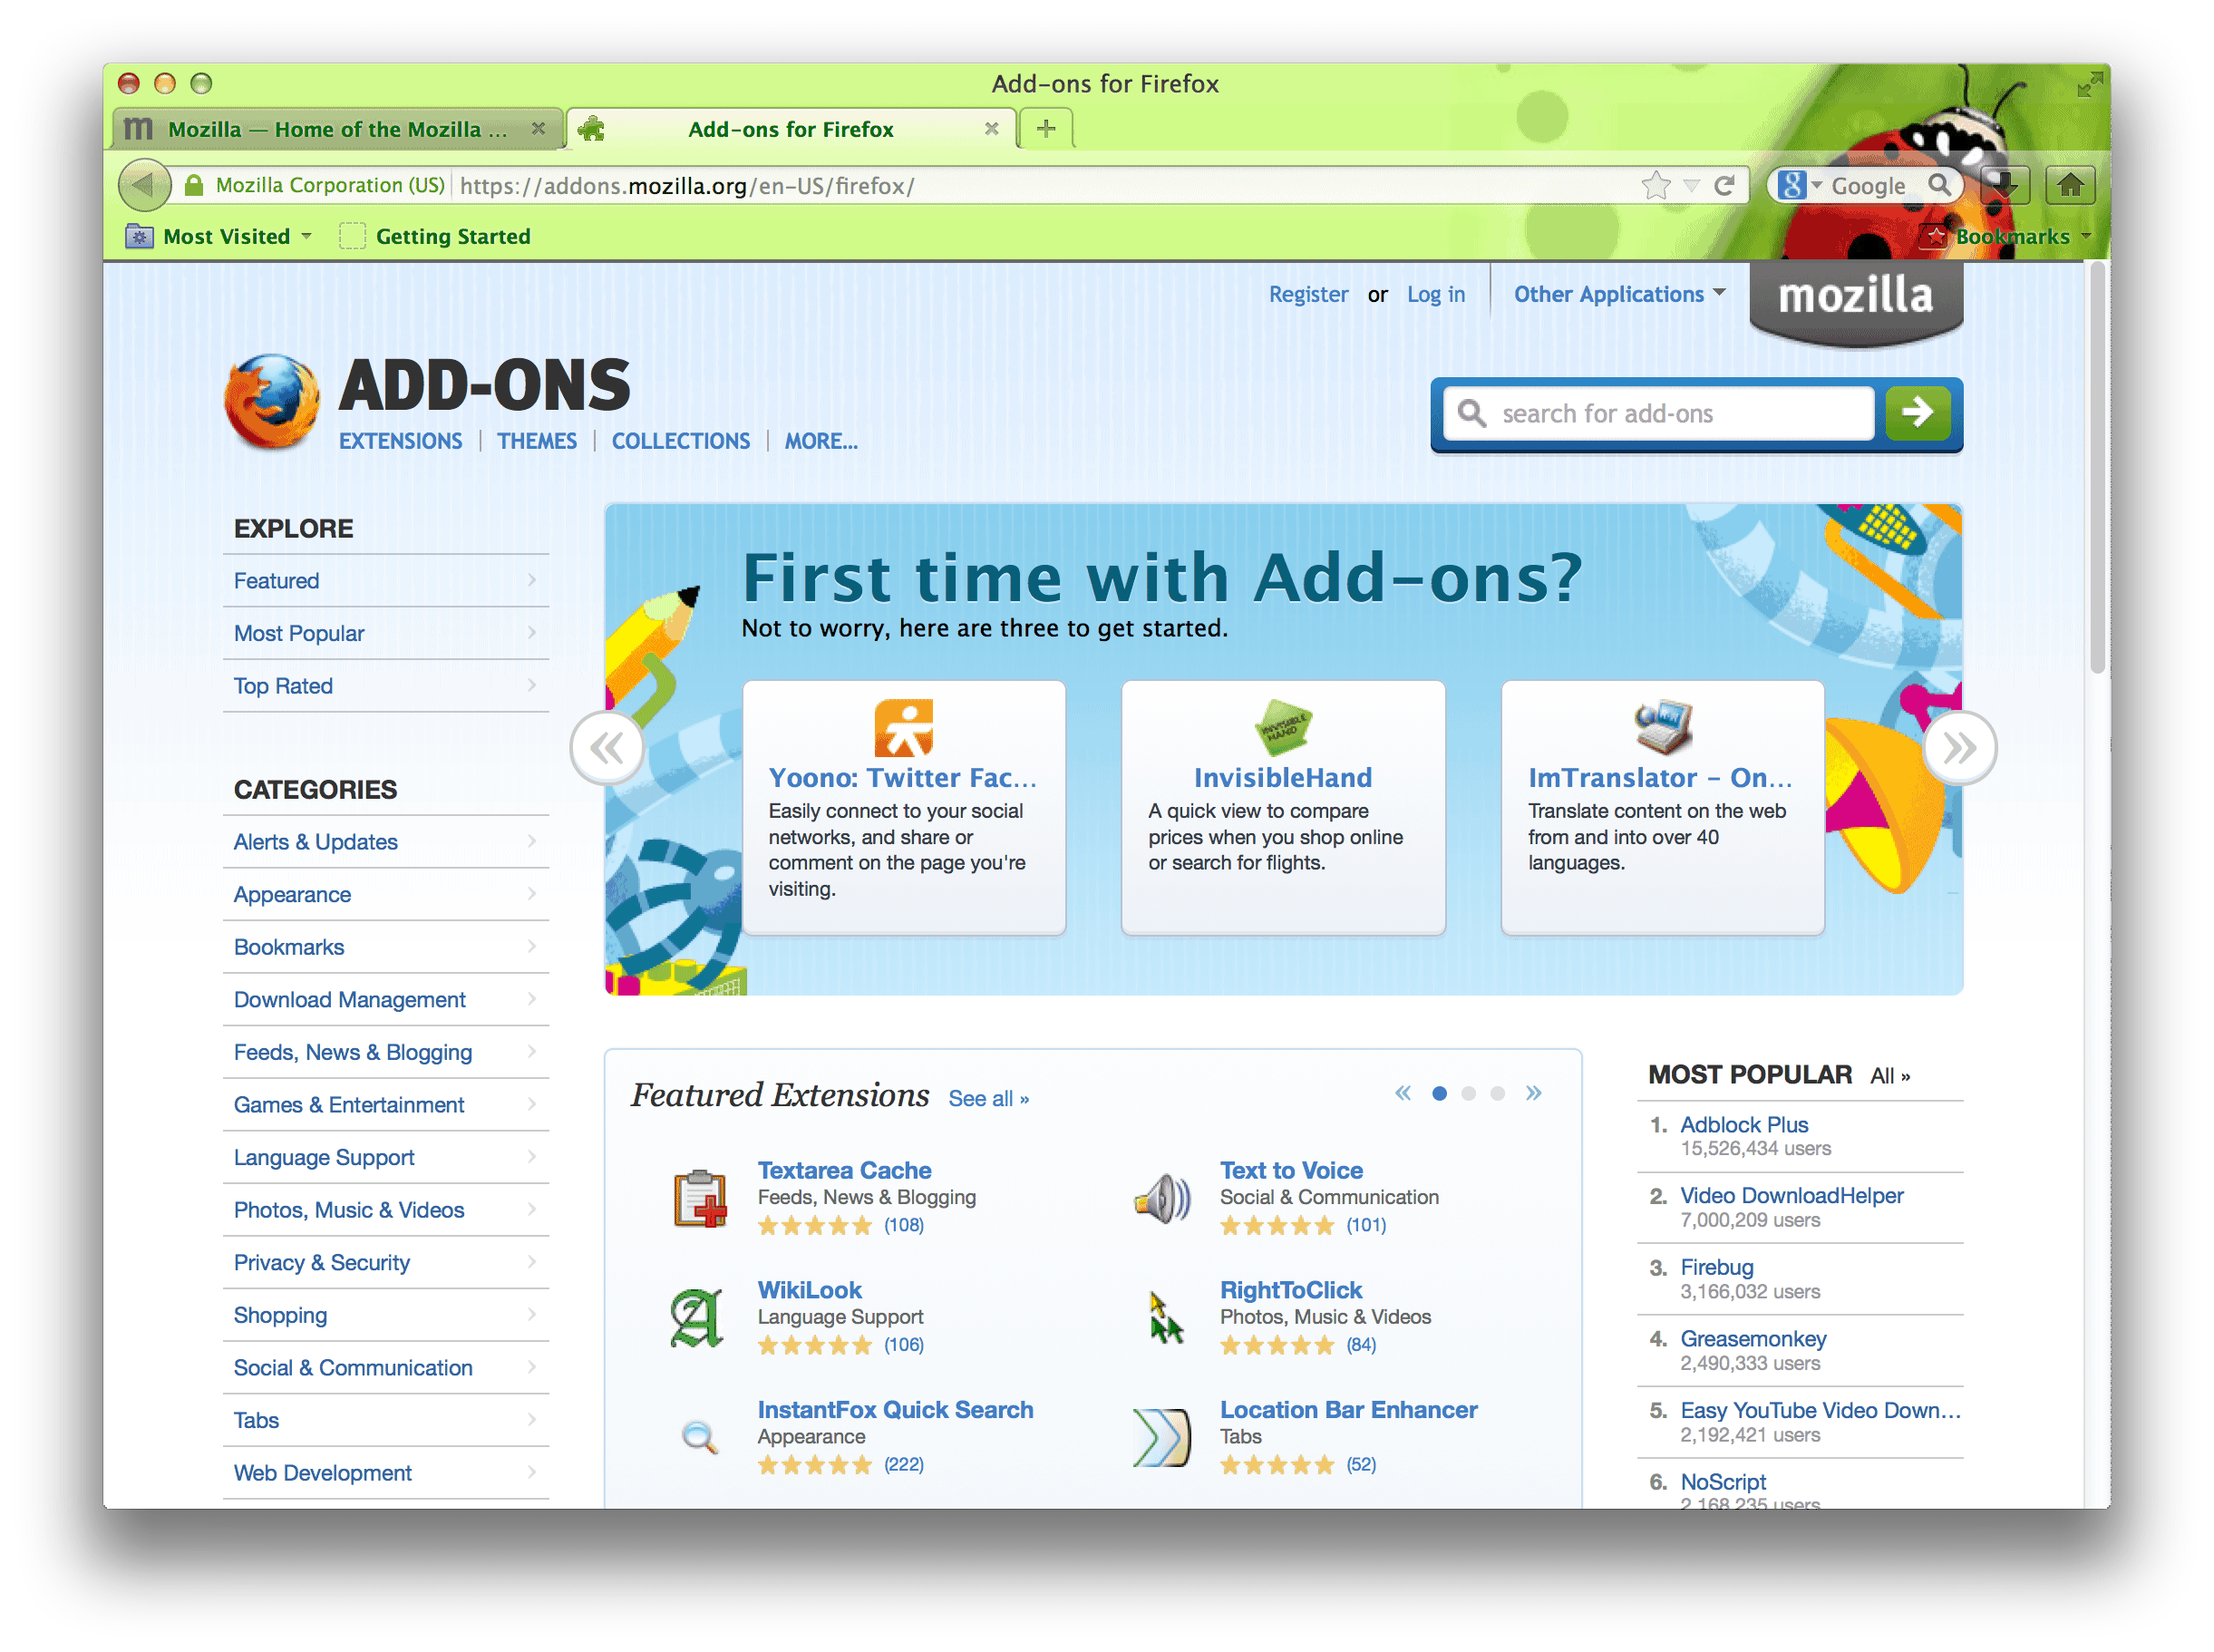 Add-ons for Firefox
Mozilla — Home of the Mozilla ...
Add-ons for Firefox
Mozilla Corporation (US) https://addons.mozilla.org/en-US/firefox/
Google
Most Visited
Getting Started
Bookmarks
Register or Log in
Other Applications
mozilla
ADD-ONS
EXTENSIONS | THEMES | COLLECTIONS | MORE...
search for add-ons
EXPLORE
Featured
Most Popular
Top Rated
CATEGORIES
Alerts & Updates
Appearance
Bookmarks
Download Management
Feeds, News & Blogging
Games & Entertainment
Language Support
Photos, Music & Videos
Privacy & Security
Shopping
Social & Communication
Tabs
Web Development
First time with Add-ons?
Not to worry, here are three to get started.
Yoono: Twitter Fac...
Easily connect to your social
networks, and share or
comment on the page you're
visiting.
INVISIBLE
HAND
InvisibleHand
A quick view to compare
prices when you shop online
or search for flights.
ImTranslator - On...
Translate content on the web
from and into over 40
languages.
Featured Extensions See all »
Textarea Cache
Feeds, News & Blogging
(108)
Text to Voice
Social & Communication
(101)
WikiLook
Language Support
(106)
RightToClick
Photos, Music & Videos
(84)
InstantFox Quick Search
Appearance
(222)
Location Bar Enhancer
Tabs
(52)
MOST POPULAR All »
1. Adblock Plus
15,526,434 users
2. Video DownloadHelper
7,000,209 users
3. Firebug
3,166,032 users
4. Greasemonkey
2,490,333 users
5. Easy YouTube Video Down...
2,192,421 users
6. NoScript
2,168,235 users